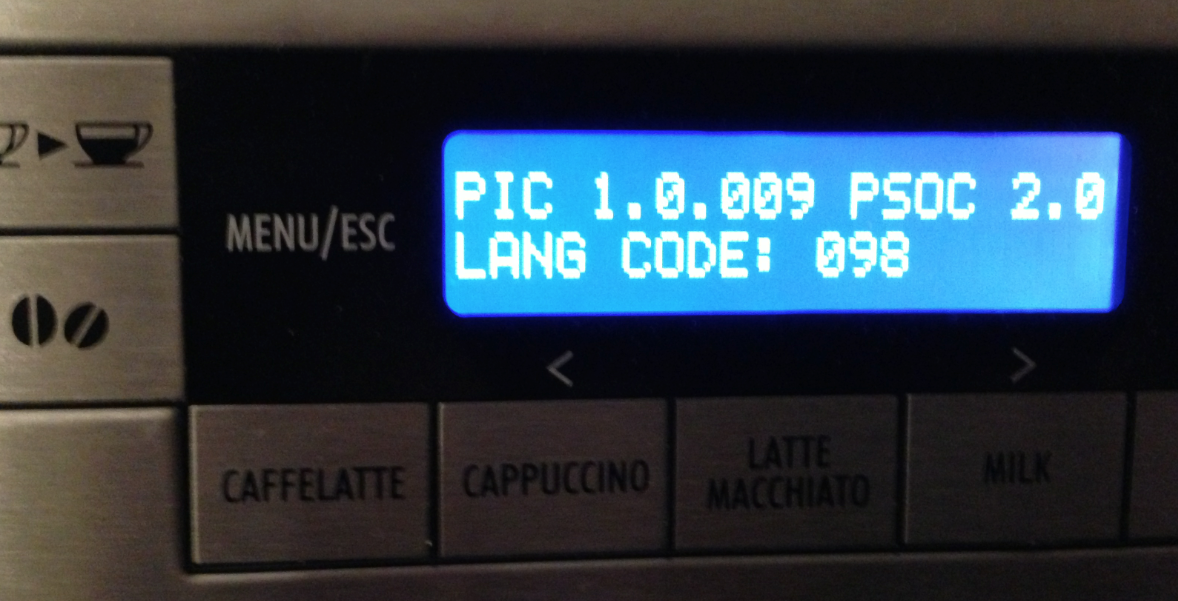 PIC 1.0.009 PSOC 2.0
LANG CODE: 098
MENU/ESC
<
>
CAFFELATTE
CAPPUCCINO
LATTE
MACCHIATO
MILK